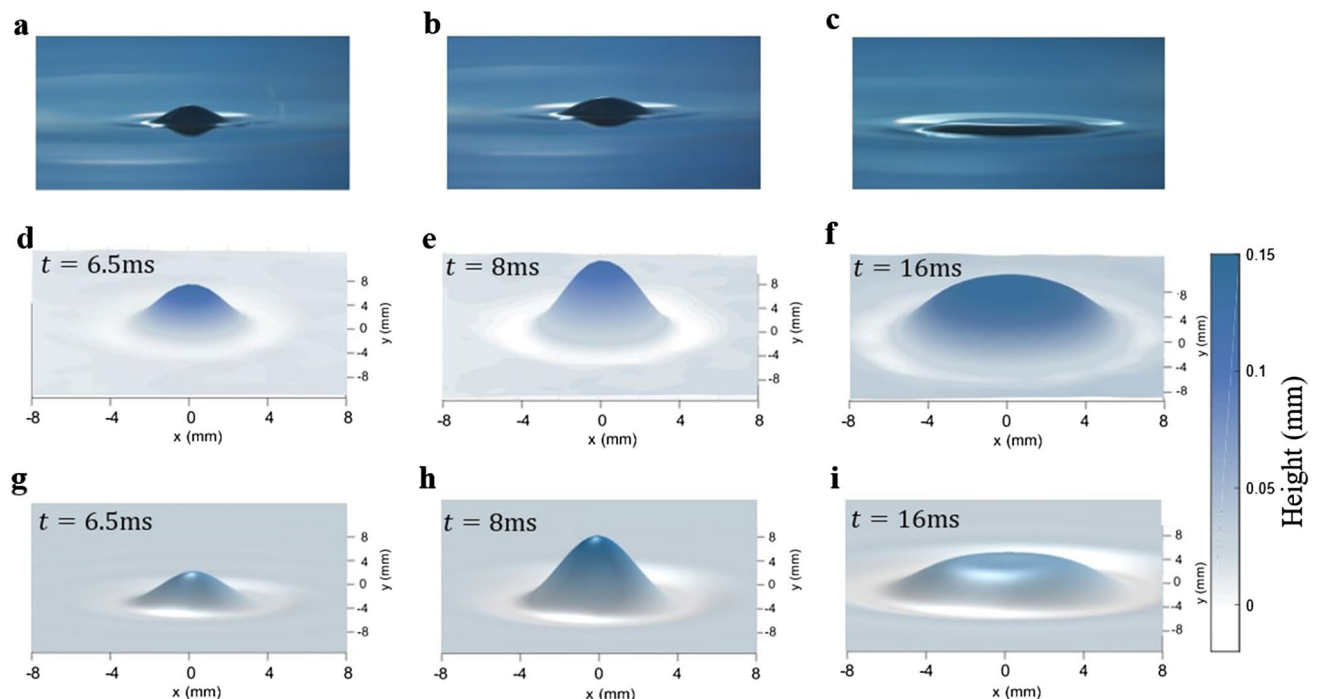 a
b
c
d
e
f
t = 6.5ms
t = 8ms
t = 16ms
8
4
0
-4
-8
y (mm)
8
4
0
-4
-8
y (mm)
8
4
0
-4
-8
y (mm)
-8 -4 0 4 8
x (mm)
-8 -4 0 4 8
x (mm)
-8 -4 0 4 8
x (mm)
0.15
0.1
0.05
0
Height (mm)
g
h
i
t = 6.5ms
t = 8ms
t = 16ms
8
4
0
-4
-8
y (mm)
8
4
0
-4
-8
y (mm)
8
4
0
-4
-8
y (mm)
-8 -4 0 4 8
x (mm)
-8 -4 0 4 8
x (mm)
-8 -4 0 4 8
x (mm)